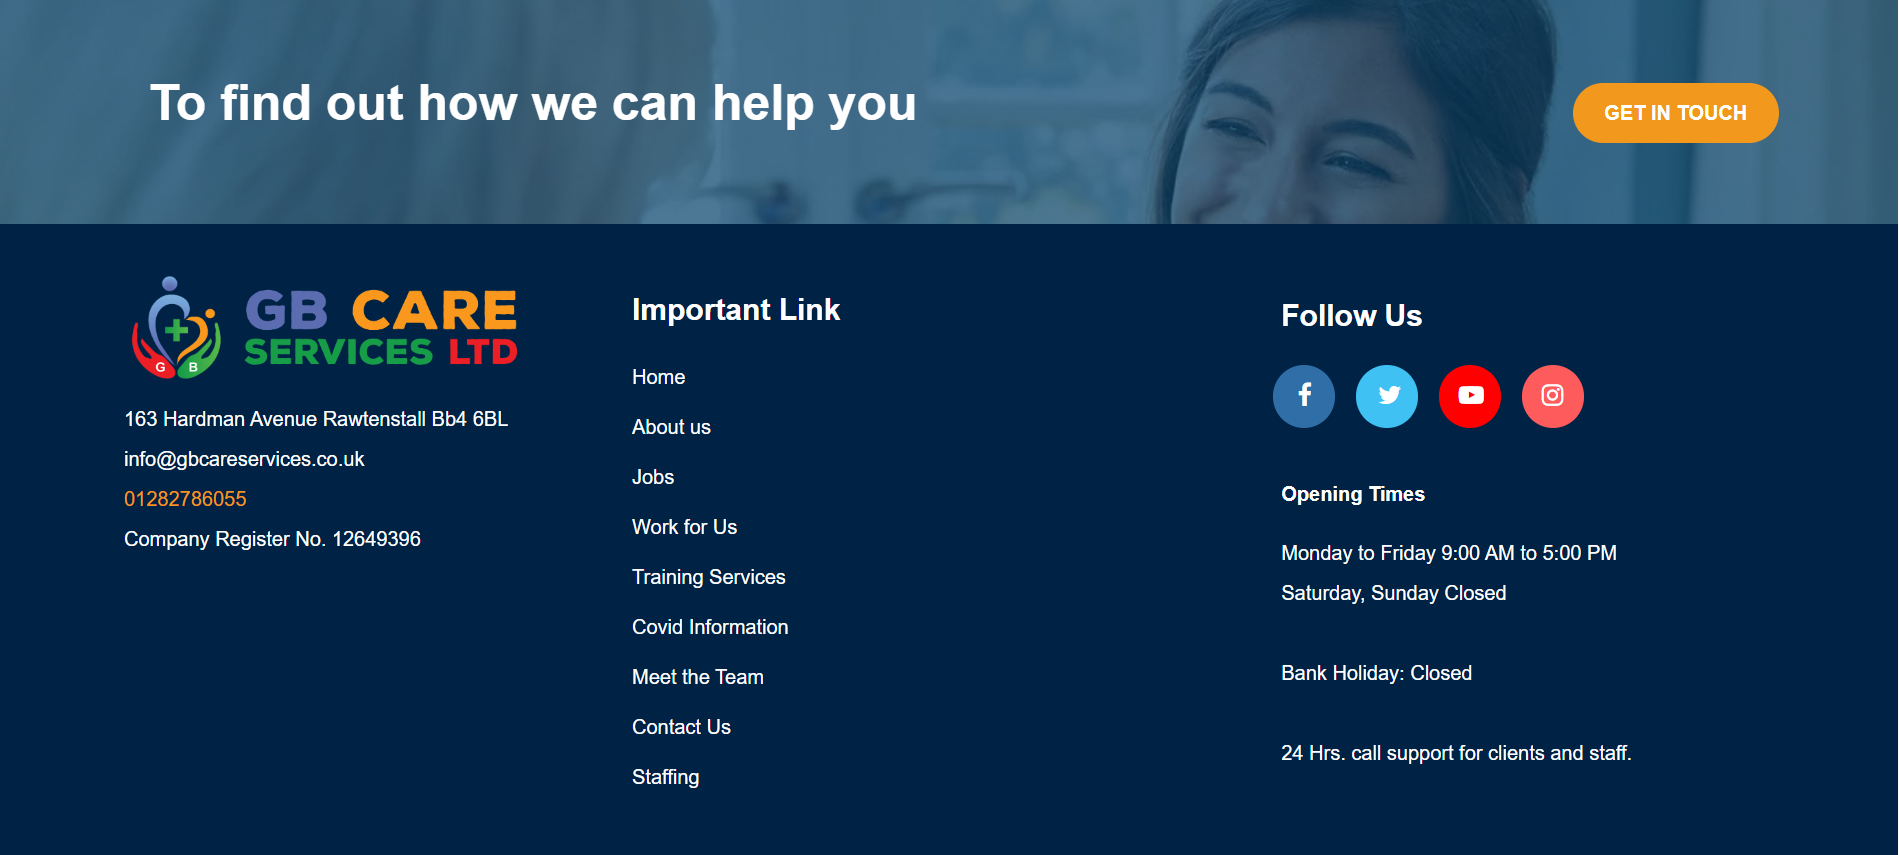 To find out how we can help you
GET IN TOUCH
GB CARE
SERVICES LTD
G B
163 Hardman Avenue Rawtenstall Bb4 6BL
info@gbcareservices.co.uk
01282786055
Company Register No. 12649396
Important Link
Home
About us
Jobs
Work for Us
Training Services
Covid Information
Meet the Team
Contact Us
Staffing
Follow Us
Opening Times
Monday to Friday 9:00 AM to 5:00 PM
Saturday, Sunday Closed
Bank Holiday: Closed
24 Hrs. call support for clients and staff.